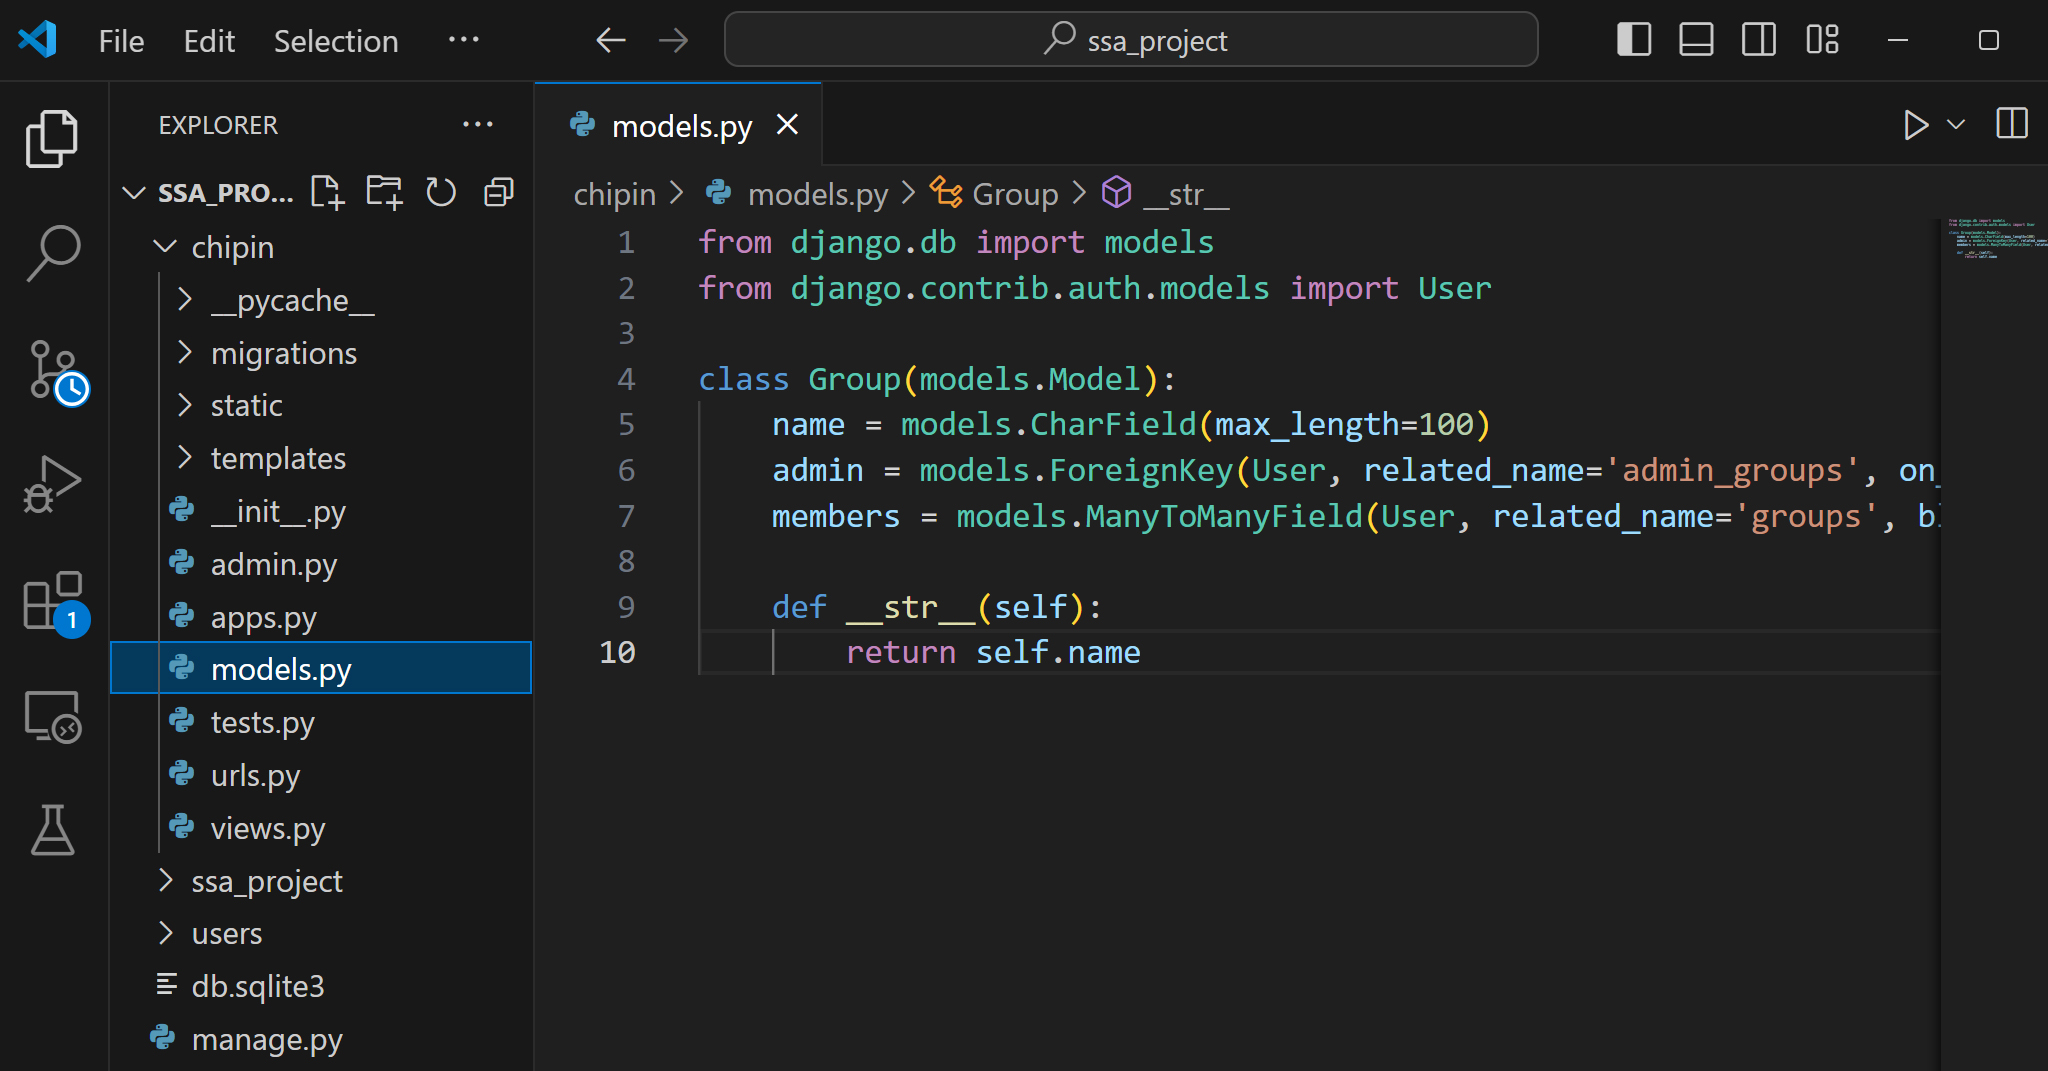 File Edit Selection ··· ssa_project
EXPLORER ···
SSA_PRO...
chipin
__pycache__
migrations
static
templates
__init__.py
admin.py
apps.py
models.py
tests.py
urls.py
views.py
ssa_project
users
db.sqlite3
manage.py
1
models.py
chipin > models.py > Group > __str__
1 from django.db import models
2 from django.contrib.auth.models import User
3
4 class Group(models.Model):
5     name = models.CharField(max_length=100)
6     admin = models.ForeignKey(User, related_name='admin_groups', on_
7     members = models.ManyToManyField(User, related_name='groups', bl
8
9     def __str__(self):
10         return self.name